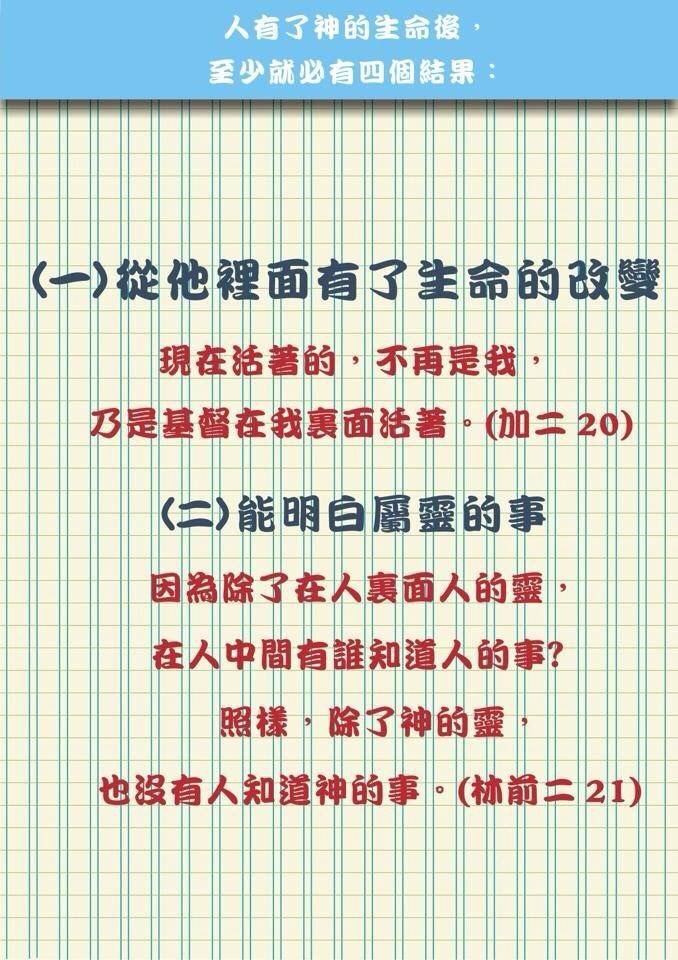 人有了神的生命後，
至少就必有四個結果：
(一)從他裡面有了生命的改變
現在活著的，不再是我，
乃是基督在我裏面活著。(加二 20)
(二)能明白屬靈的事
因為除了在人裏面人的靈，
在人中間有誰知道人的事?
照樣，除了神的靈，
也沒有人知道神的事。(林前二 21)